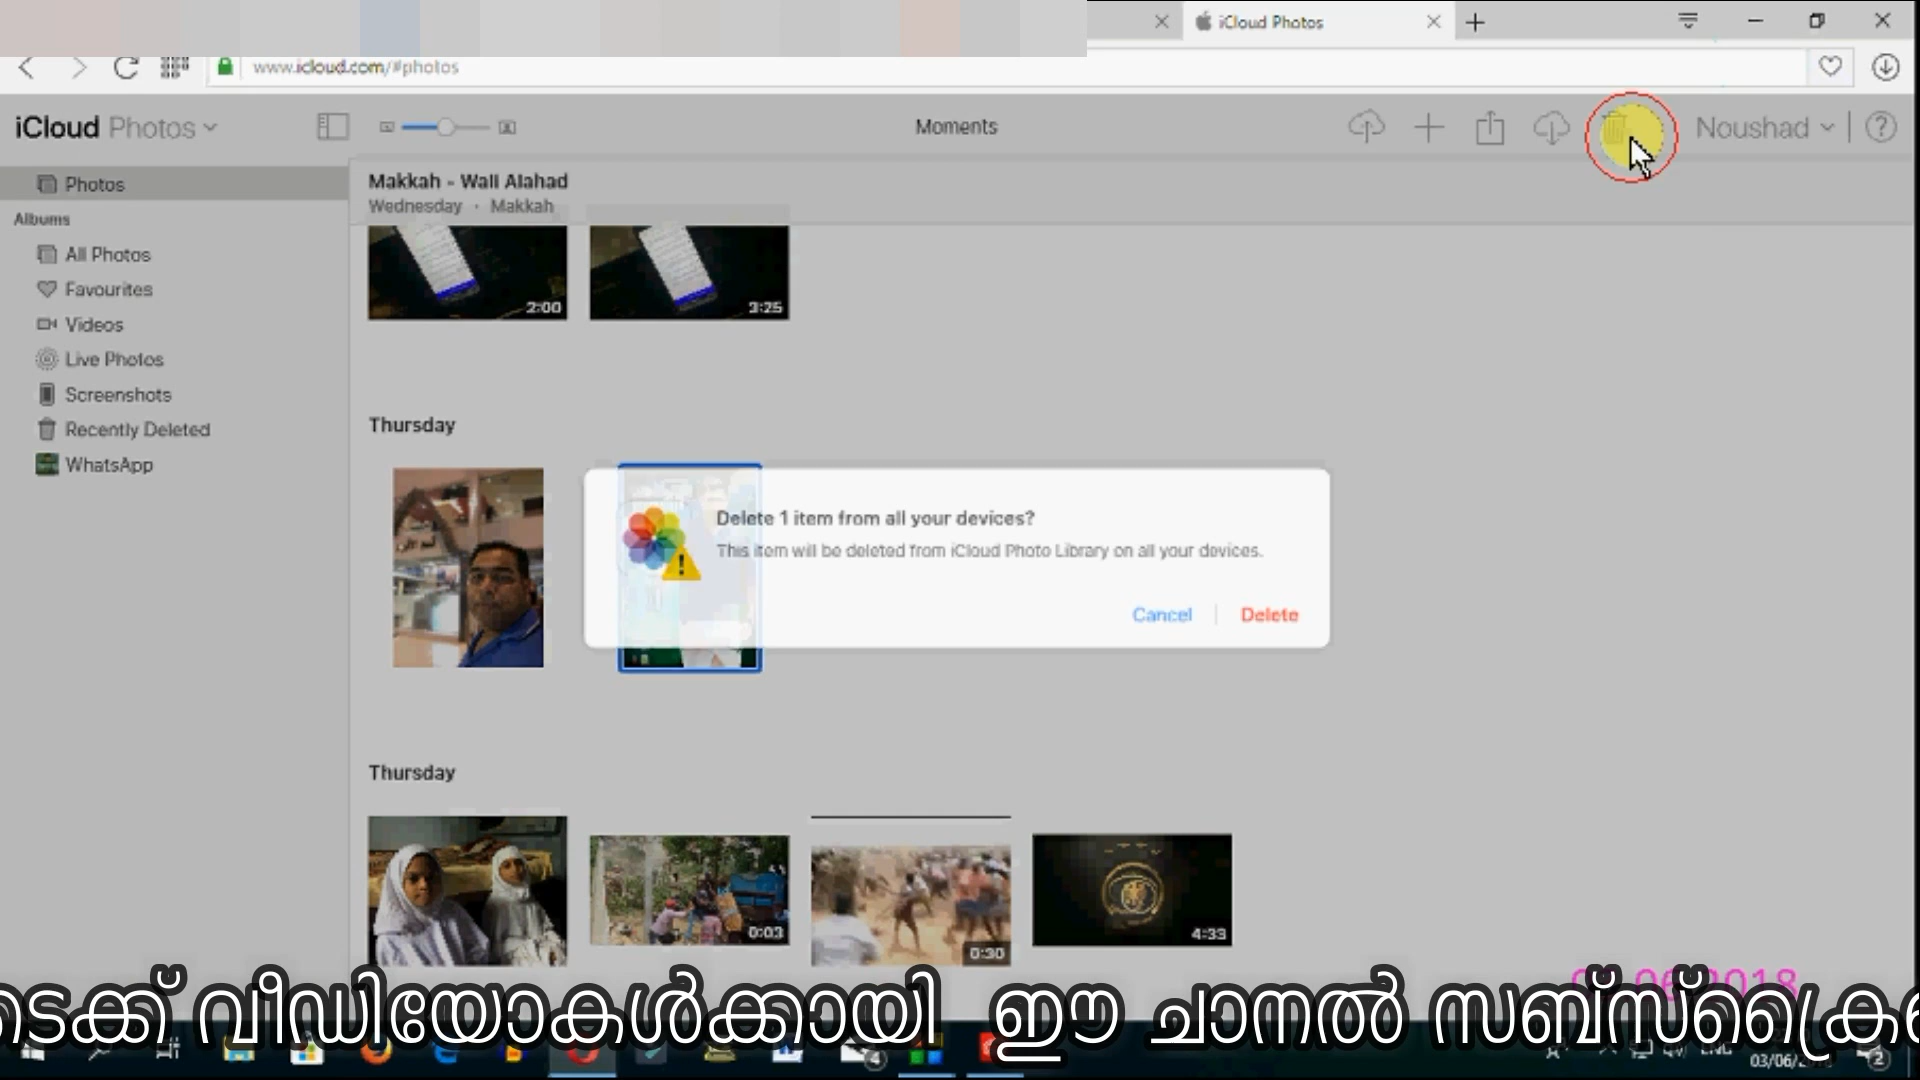 iCloud Photos
www.icloud.com/#photos
iCloud Photos
Moments
Noushad
Photos
Makkah - Wali Alahad
Wednesday · Makkah
Albums
All Photos
Favourites
Videos
Live Photos
Screenshots
Recently Deleted
WhatsApp
2:00
3:25
Thursday
Delete 1 item from all your devices?
This item will be deleted from iCloud Photo Library on all your devices.
Cancel
Delete
Thursday
0:03
0:30
4:33
വീഡിയോകൾക്കായി ഈ ചാനൽ
ENG